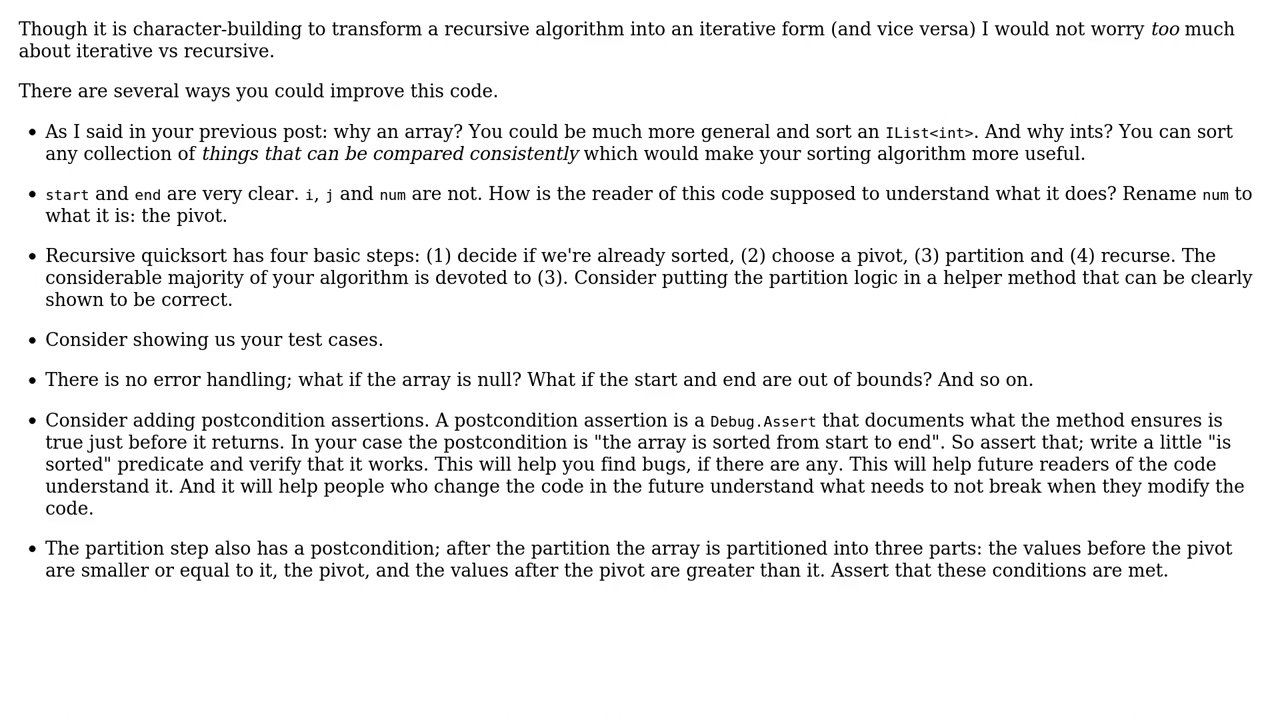 Though it is character-building to transform a recursive algorithm into an iterative form (and vice versa) I would not worry too much
about iterative vs recursive.
There are several ways you could improve this code.
• As I said in your previous post: why an array? You could be much more general and sort an IList<int>. And why ints? You can sort
any collection of things that can be compared consistently which would make your sorting algorithm more useful.
• start and end are very clear. i, j and num are not. How is the reader of this code supposed to understand what it does? Rename num to
what it is: the pivot.
• Recursive quicksort has four basic steps: (1) decide if we're already sorted, (2) choose a pivot, (3) partition and (4) recurse. The
considerable majority of your algorithm is devoted to (3). Consider putting the partition logic in a helper method that can be clearly
shown to be correct.
• Consider showing us your test cases.
• There is no error handling; what if the array is null? What if the start and end are out of bounds? And so on.
• Consider adding postcondition assertions. A postcondition assertion is a Debug.Assert that documents what the method ensures is
true just before it returns. In your case the postcondition is "the array is sorted from start to end". So assert that; write a little "is
sorted" predicate and verify that it works. This will help you find bugs, if there are any. This will help future readers of the code
understand it. And it will help people who change the code in the future understand what needs to not break when they modify the
code.
• The partition step also has a postcondition; after the partition the array is partitioned into three parts: the values before the pivot
are smaller or equal to it, the pivot, and the values after the pivot are greater than it. Assert that these conditions are met.